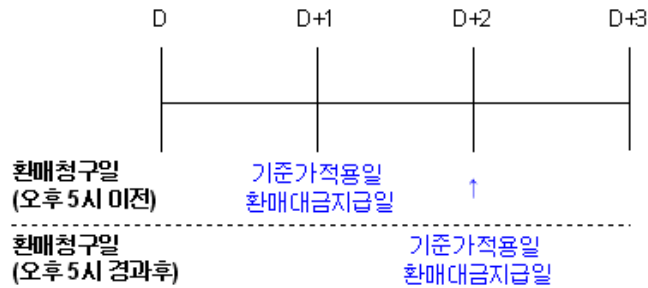 D D+1 D+2 D+3
환매청구일 기준가적용일
(오후 5시 이전) 환매대금지급일 ↑
환매청구일 기준가적용일
(오후 5시 경과후) 환매대금지급일